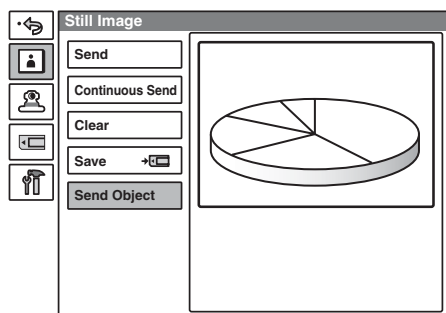 Still Image
Send
Continuous Send
Clear
Save
Send Object